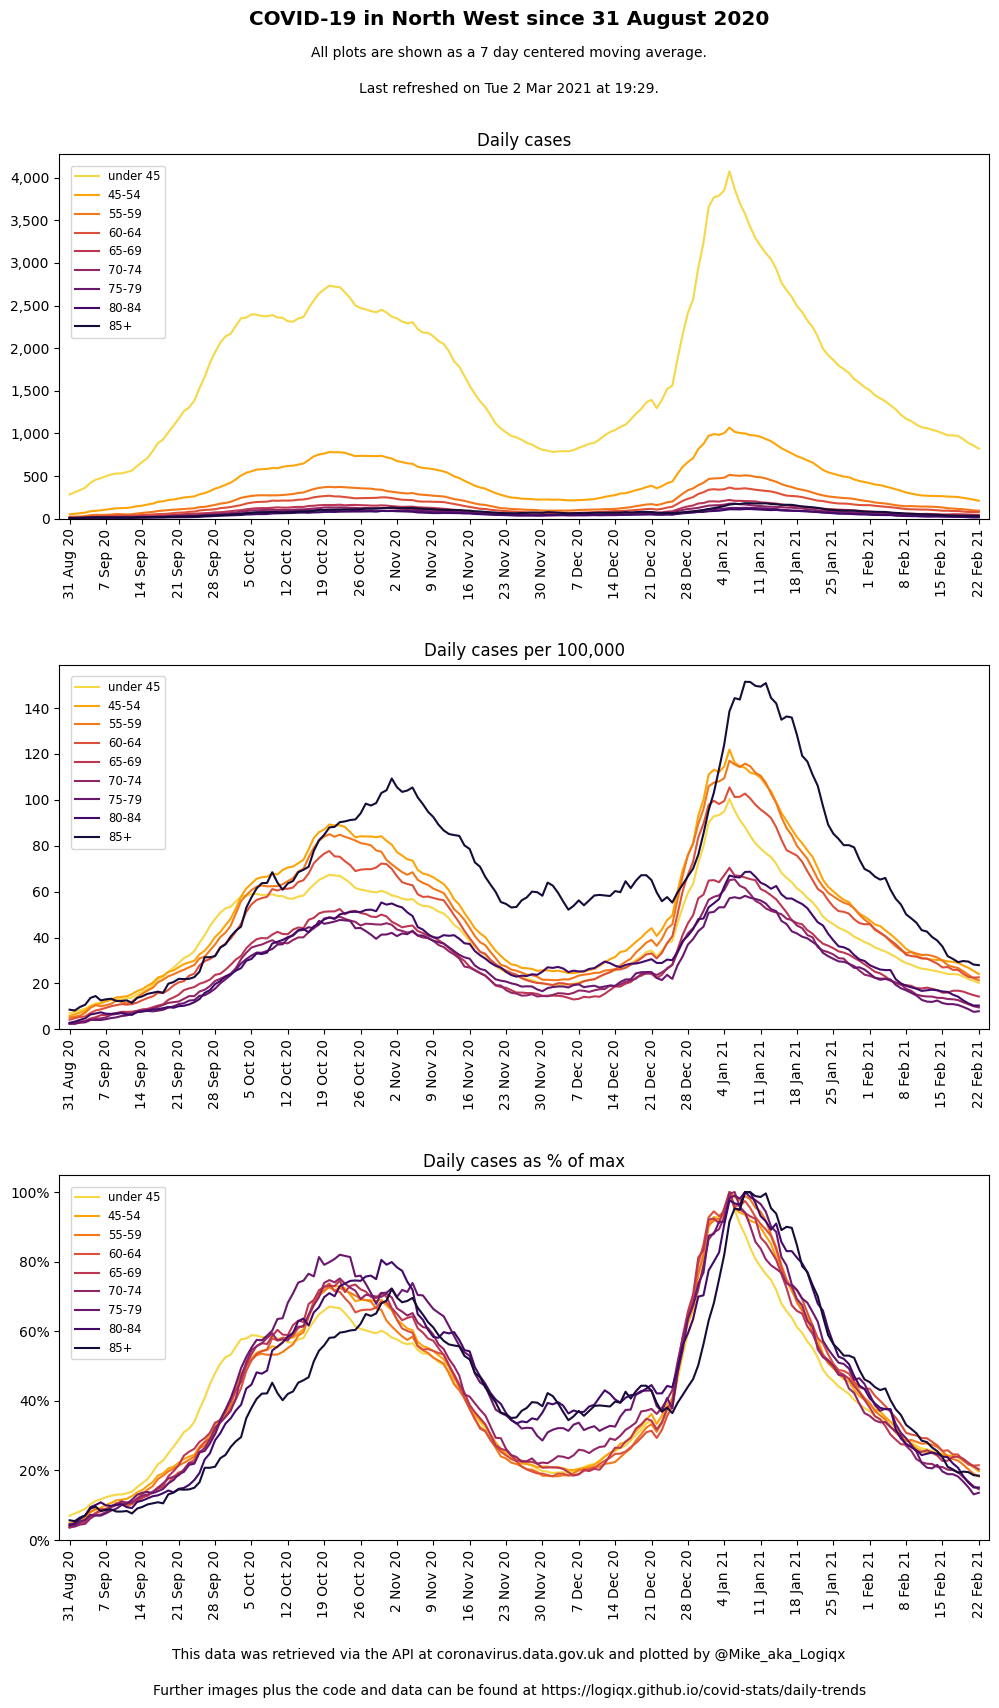 COVID-19 in North West since 31 August 2020
All plots are shown as a 7 day centered moving average.
Last refreshed on Tue 2 Mar 2021 at 19:29.
Daily cases
under 45
45-54
55-59
60-64
65-69
70-74
75-79
80-84
85+
4,000
3,500
3,000
2,500
2,000
1,500
1,000
500
0
31 Aug 20
7 Sep 20
14 Sep 20
21 Sep 20
28 Sep 20
5 Oct 20
12 Oct 20
19 Oct 20
26 Oct 20
2 Nov 20
9 Nov 20
16 Nov 20
23 Nov 20
30 Nov 20
7 Dec 20
14 Dec 20
21 Dec 20
28 Dec 20
4 Jan 21
11 Jan 21
18 Jan 21
25 Jan 21
1 Feb 21
8 Feb 21
15 Feb 21
22 Feb 21
Daily cases per 100,000
under 45
45-54
55-59
60-64
65-69
70-74
75-79
80-84
85+
140
120
100
80
60
40
20
0
31 Aug 20
7 Sep 20
14 Sep 20
21 Sep 20
28 Sep 20
5 Oct 20
12 Oct 20
19 Oct 20
26 Oct 20
2 Nov 20
9 Nov 20
16 Nov 20
23 Nov 20
30 Nov 20
7 Dec 20
14 Dec 20
21 Dec 20
28 Dec 20
4 Jan 21
11 Jan 21
18 Jan 21
25 Jan 21
1 Feb 21
8 Feb 21
15 Feb 21
22 Feb 21
Daily cases as % of max
under 45
45-54
55-59
60-64
65-69
70-74
75-79
80-84
85+
100%
80%
60%
40%
20%
0%
31 Aug 20
7 Sep 20
14 Sep 20
21 Sep 20
28 Sep 20
5 Oct 20
12 Oct 20
19 Oct 20
26 Oct 20
2 Nov 20
9 Nov 20
16 Nov 20
23 Nov 20
30 Nov 20
7 Dec 20
14 Dec 20
21 Dec 20
28 Dec 20
4 Jan 21
11 Jan 21
18 Jan 21
25 Jan 21
1 Feb 21
8 Feb 21
15 Feb 21
22 Feb 21
This data was retrieved via the API at coronavirus.data.gov.uk and plotted by @Mike_aka_Logiqx
Further images plus the code and data can be found at https://logiqx.github.io/covid-stats/daily-trends